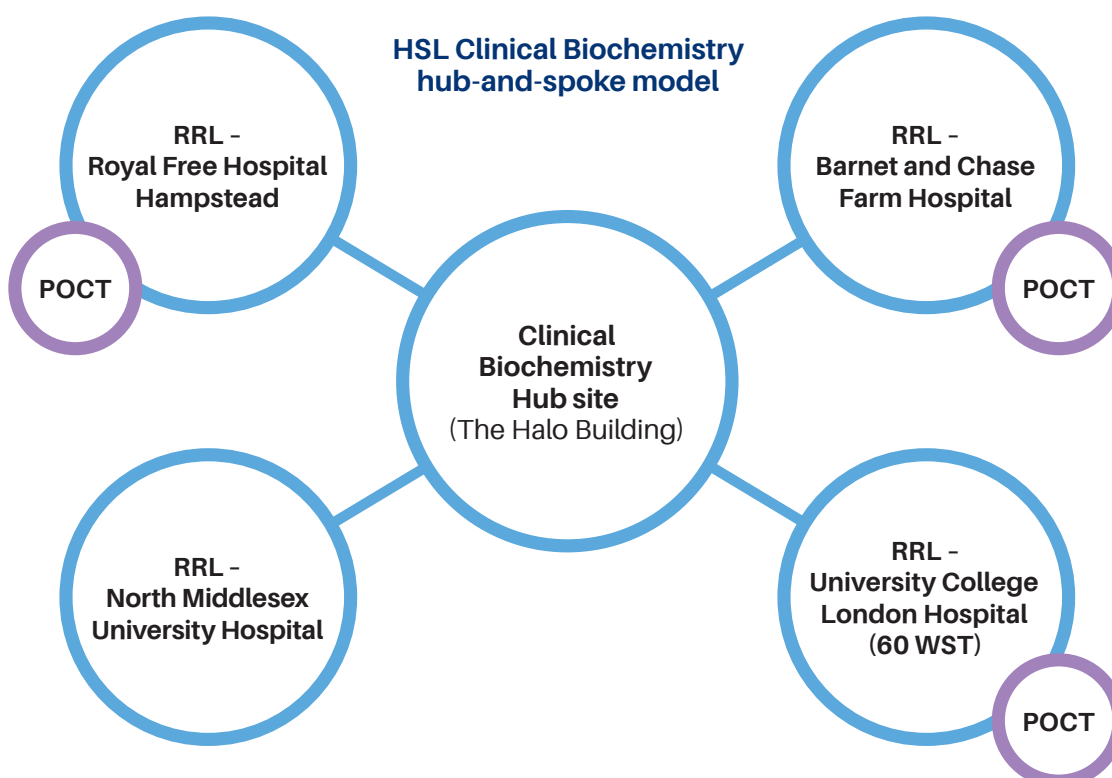 HSL Clinical Biochemistry
hub-and-spoke model
RRL –
Royal Free Hospital
Hampstead
POCT
RRL –
Barnet and Chase
Farm Hospital
POCT
Clinical
Biochemistry
Hub site
(The Halo Building)
RRL –
North Middlesex
University Hospital
RRL –
University College
London Hospital
(60 WST)
POCT